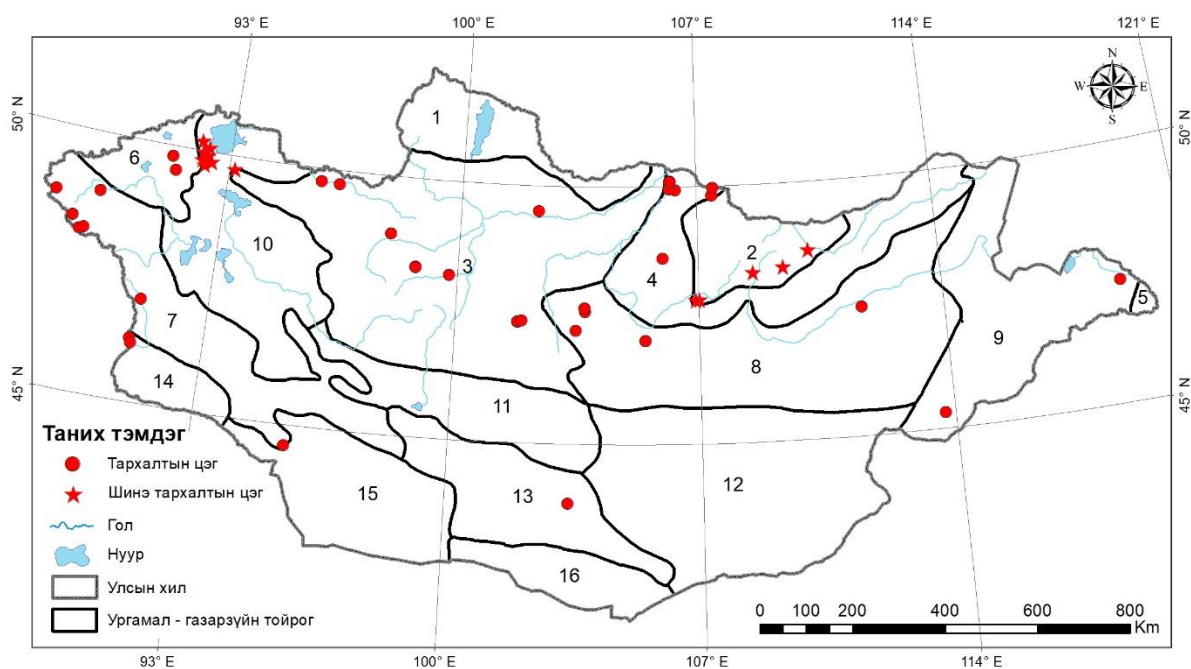 93° E 100° E 107° E 114° E 121° E
N
W E
S
50° N
50° N
1
6
2
10
3
4
5
7
9
8
14
45° N
45° N
11
Таних тэмдэг
Тархалтын цэг
Шинэ тархалтын цэг
Гол
Нуур
Улсын хил
Ургамал - газарзүйн тойрог
15
13
12
16
0 100 200 400 600 800
Km
93° E 100° E 107° E 114° E